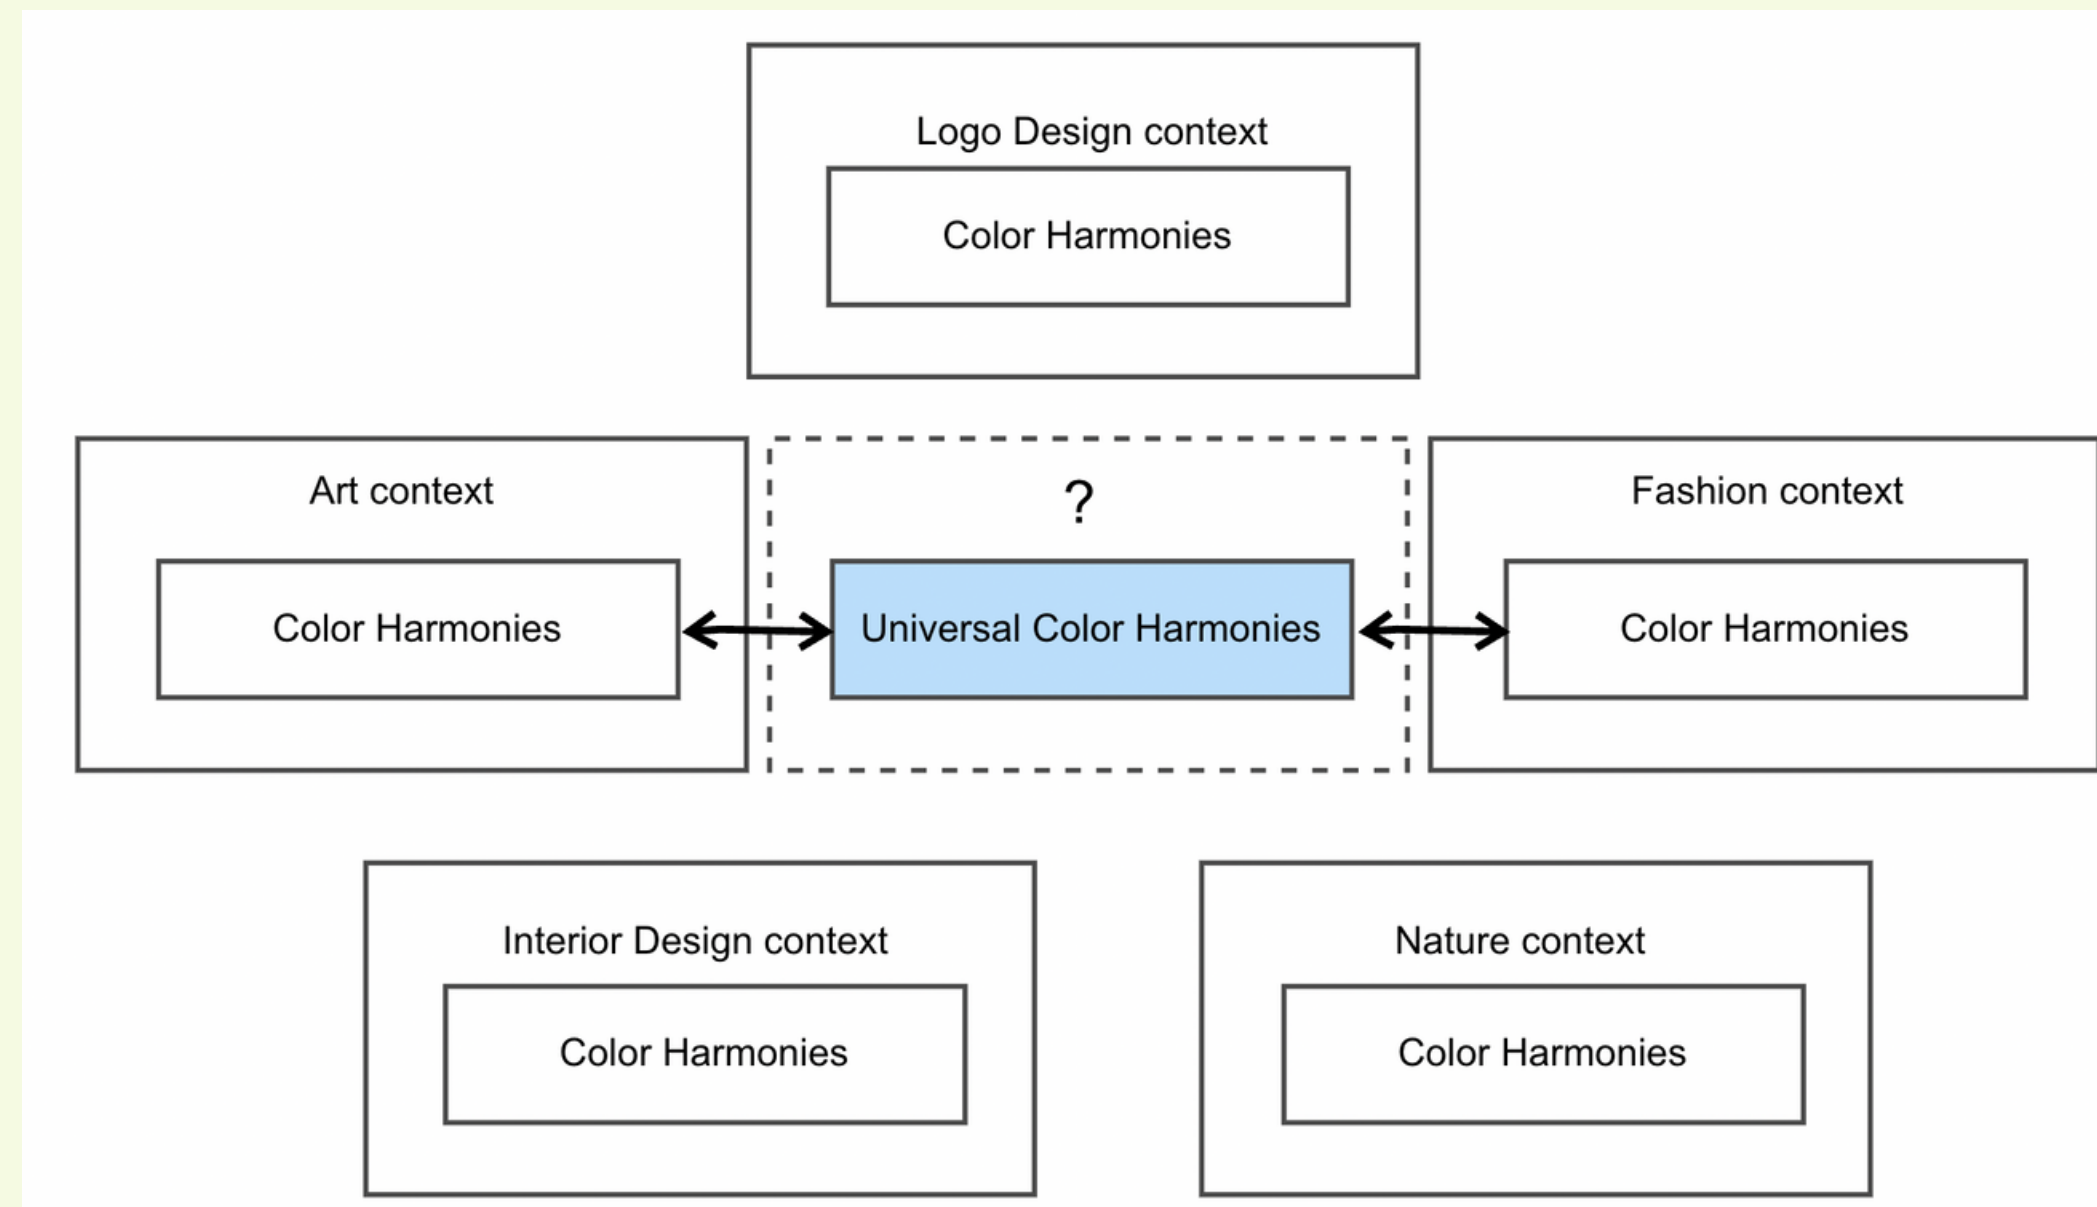 Logo Design context
Color Harmonies
Art context
Color Harmonies
?
Universal Color Harmonies
Fashion context
Color Harmonies
Interior Design context
Color Harmonies
Nature context
Color Harmonies